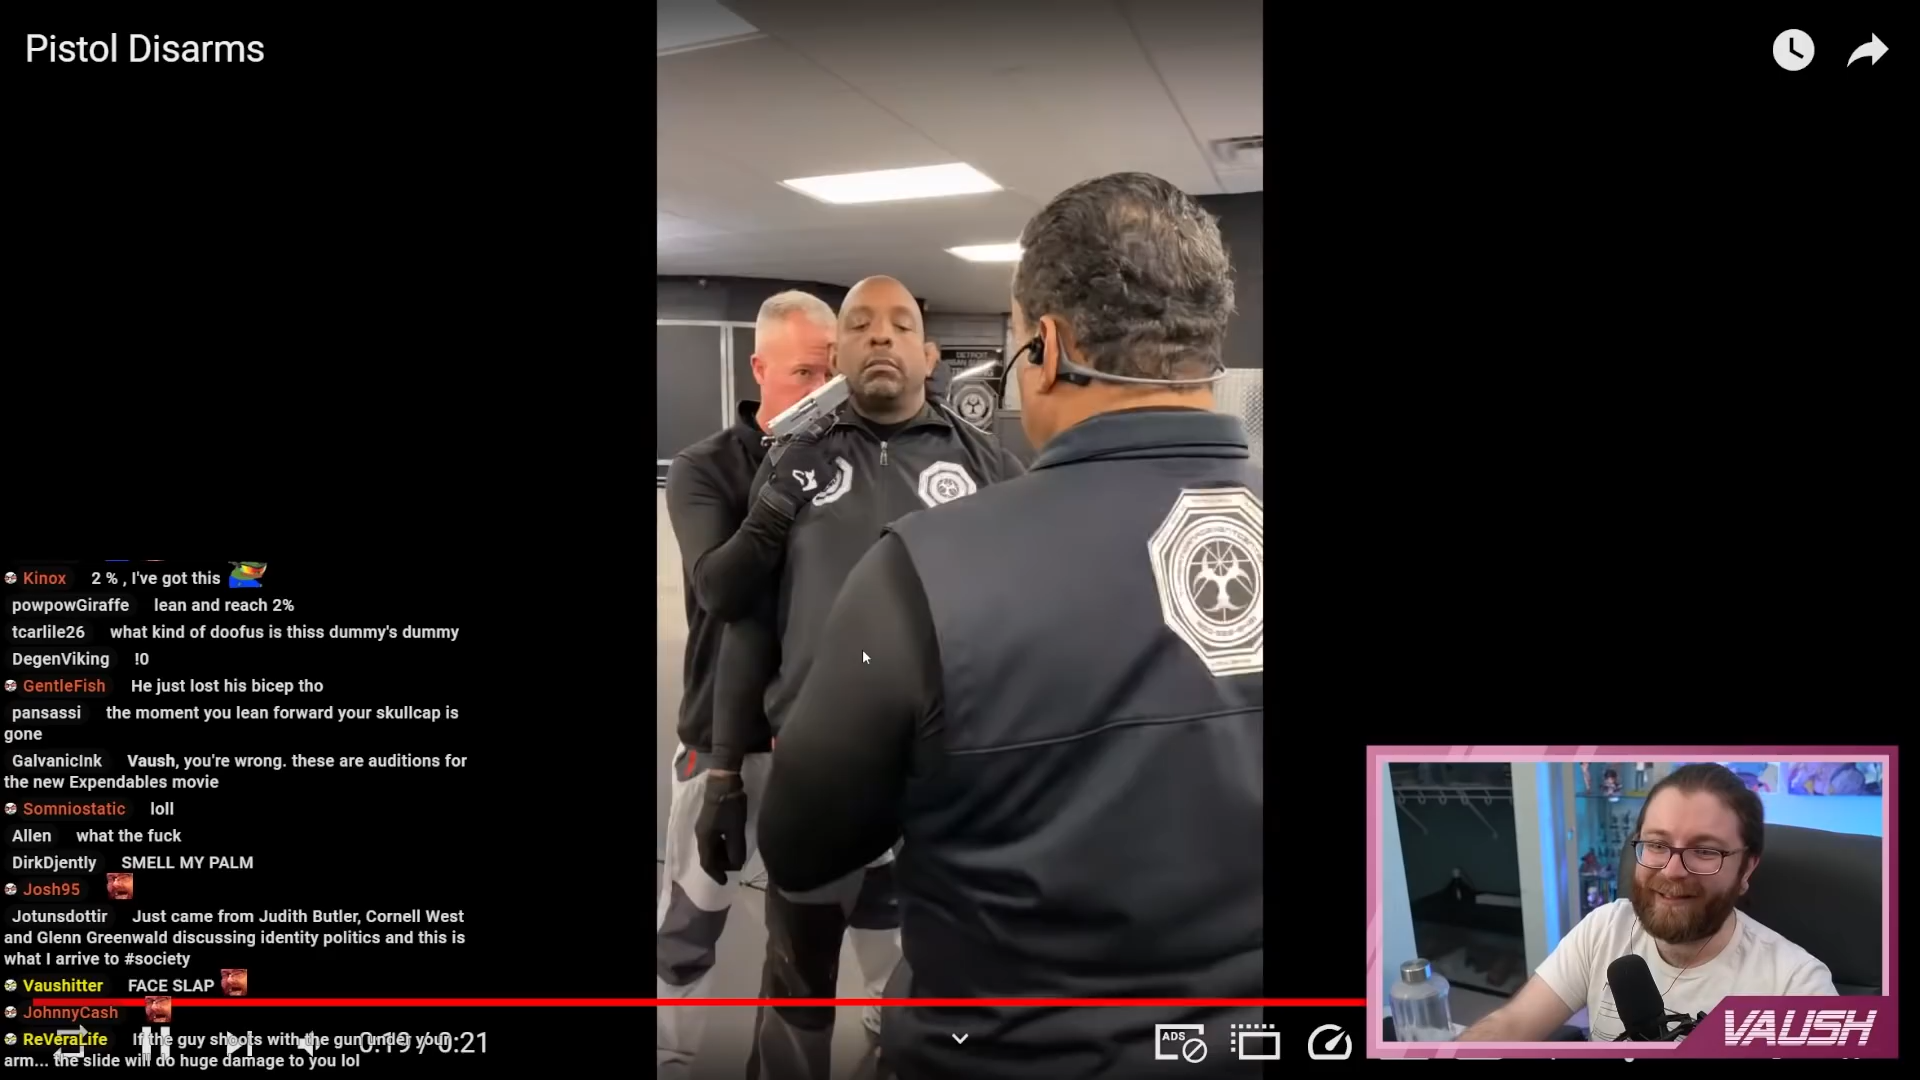 Pistol Disarms
DETROIT
Kinox 2 % , I've got this
powpowGiraffe lean and reach 2%
tcarlile26 what kind of doofus is thiss dummy's dummy
DegenViking !0
GentleFish He just lost his bicep tho
pansassi the moment you lean forward your skullcap is
gone
GalvanicInk Vaush, you're wrong. these are auditions for
the new Expendables movie
Somniostatic loll
Allen what the fuck
DirkDjently SMELL MY PALM
Josh95
Jotunsdottir Just came from Judith Butler, Cornell West
and Glenn Greenwald discussing identity politics and this is
what I arrive to #society
Vaushitter FACE SLAP
JohnnyCash
ReVeraLife If the guy shoots with the gun under your
arm... the slide will do huge damage to you lol
0:19 / 0:21
ADS
VAUSH